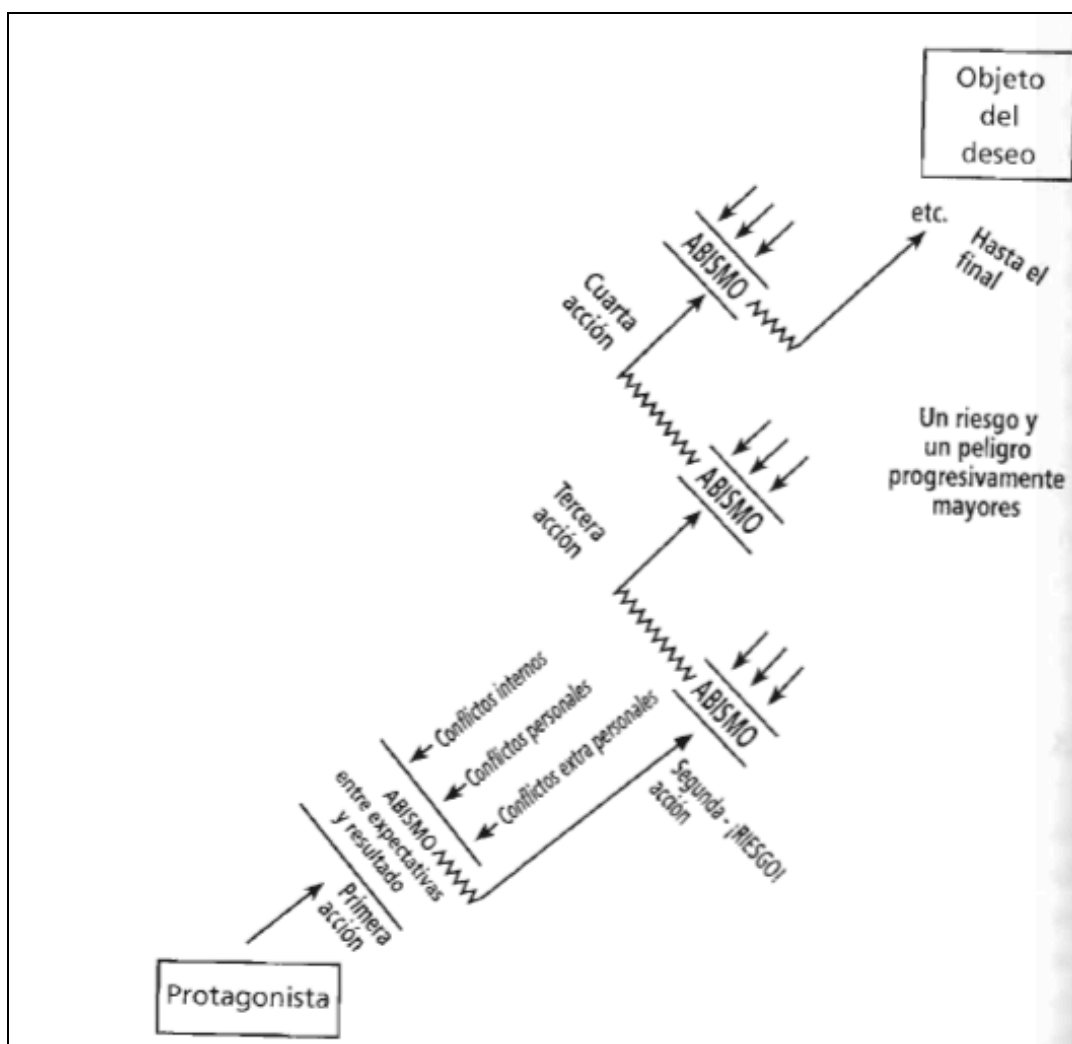 Objeto
del
deseo
etc.
Hasta el
final
ABISMO
Cuarta
acción
Un riesgo y
un peligro
progresivamente
mayores
ABISMO
Tercera
acción
ABISMO
Conflictos internos
Conflictos personales
Conflictos extra personales
Segunda - ¡RIESGO!
acción
ABISMO
entre expectativas
y resultado
Primera
acción
Protagonista